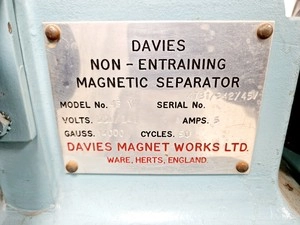 DAVIES
NON - ENTRAINING
MAGNETIC SEPARATOR
MODEL No. SERIAL No.
VOLTS. AMPS. 5
GAUSS. CYCLES.
DAVIES MAGNET WORKS LTD.
WARE, HERTS, ENGLAND.